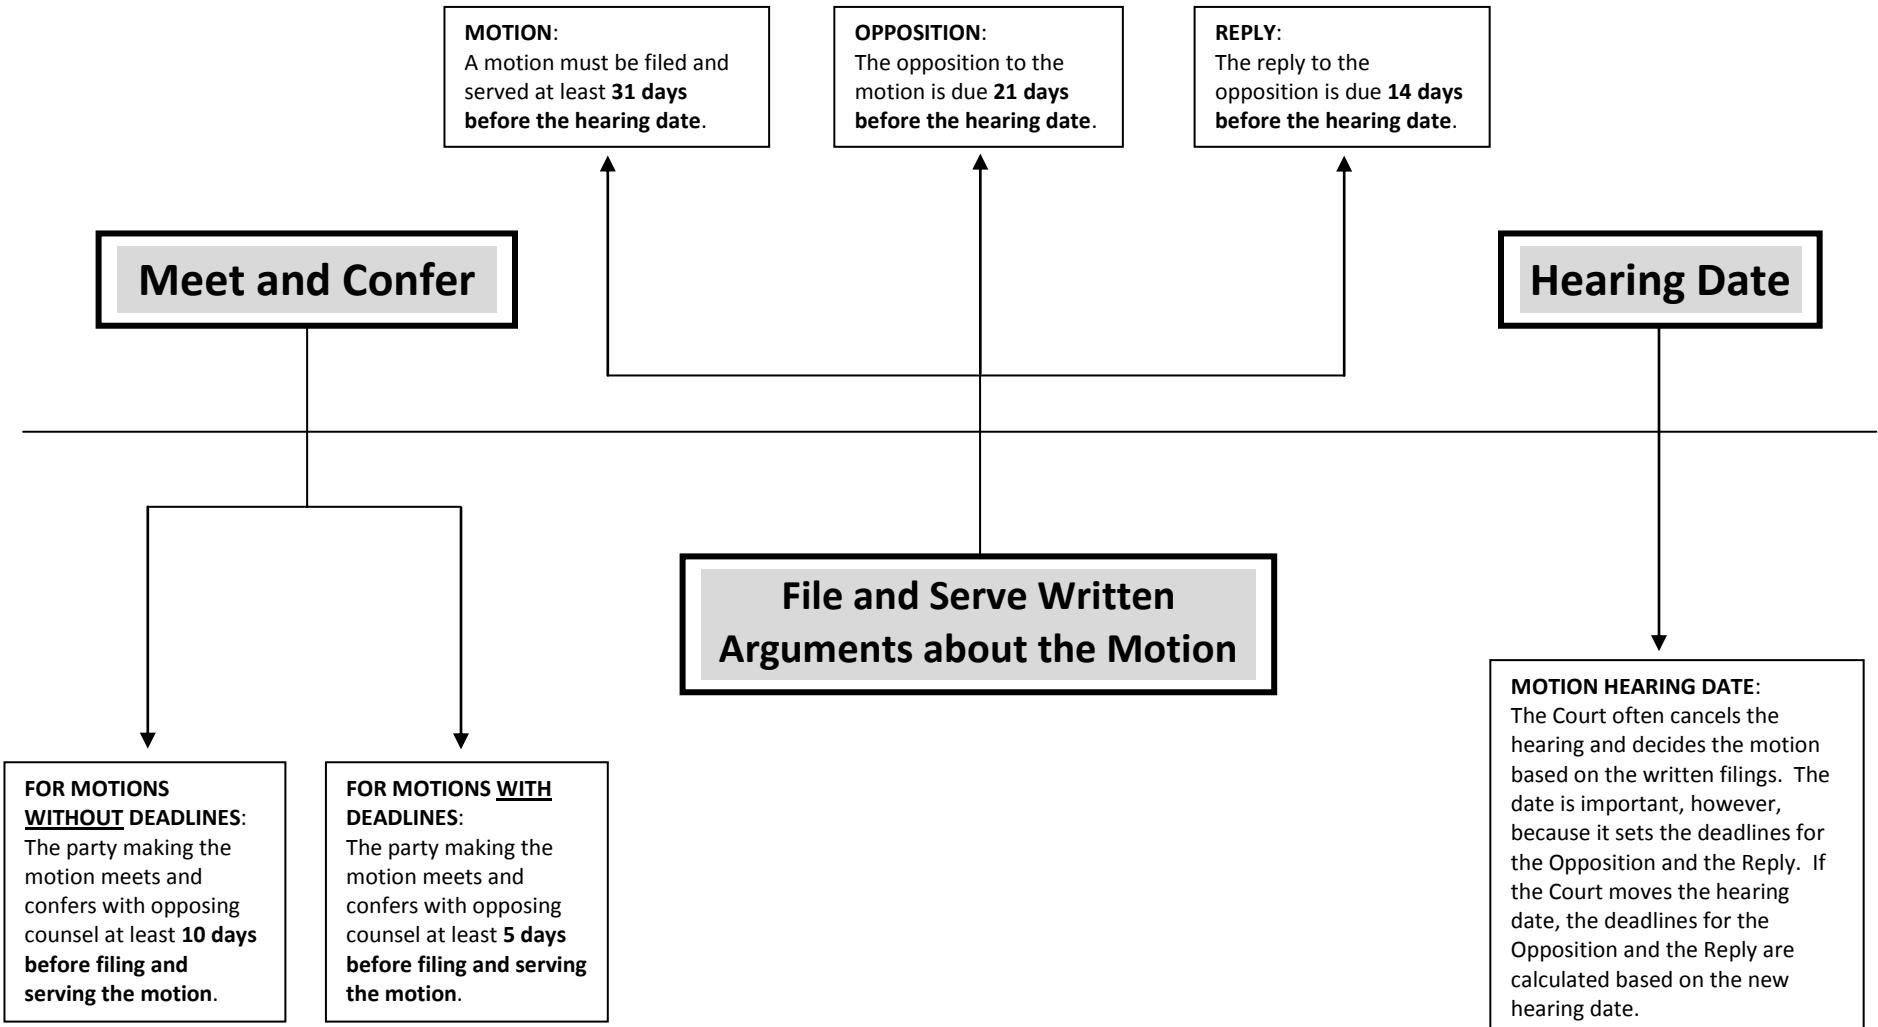 MOTION:
A motion must be filed and
served at least 31 days
before the hearing date.
OPPOSITION:
The opposition to the
motion is due 21 days
before the hearing date.
REPLY:
The reply to the
opposition is due 14 days
before the hearing date.
Meet and Confer
Hearing Date
File and Serve Written
Arguments about the Motion
FOR MOTIONS
WITHOUT DEADLINES:
The party making the
motion meets and
confers with opposing
counsel at least 10 days
before filing and
serving the motion.
FOR MOTIONS WITH
DEADLINES:
The party making the
motion meets and
confers with opposing
counsel at least 5 days
before filing and serving
the motion.
MOTION HEARING DATE:
The Court often cancels the
hearing and decides the motion
based on the written filings. The
date is important, however,
because it sets the deadlines for
the Opposition and the Reply. If
the Court moves the hearing
date, the deadlines for the
Opposition and the Reply are
calculated based on the new
hearing date.